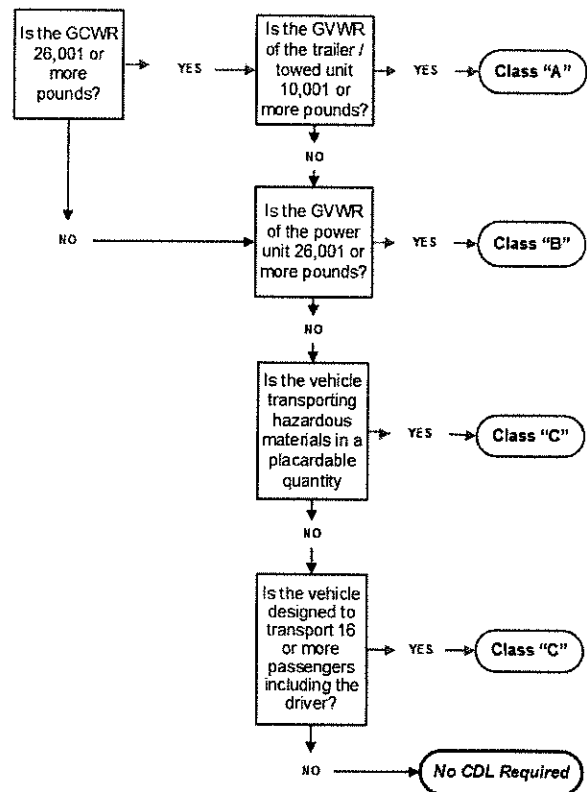 Is the GCWR
26,001 or
more
pounds?
YES
Is the GVWR
of the trailer /
towed unit
10,001 or
more pounds?
YES
Class "A"
NO
NO
Is the GVWR
of the power
unit 26,001 or
more pounds?
YES
Class "B"
NO
Is the vehicle
transporting
hazardous
materials in a
placardable
quantity
YES
Class "C"
NO
Is the vehicle
designed to
transport 16
or more
passengers
including the
driver?
YES
Class "C"
NO
No CDL Required